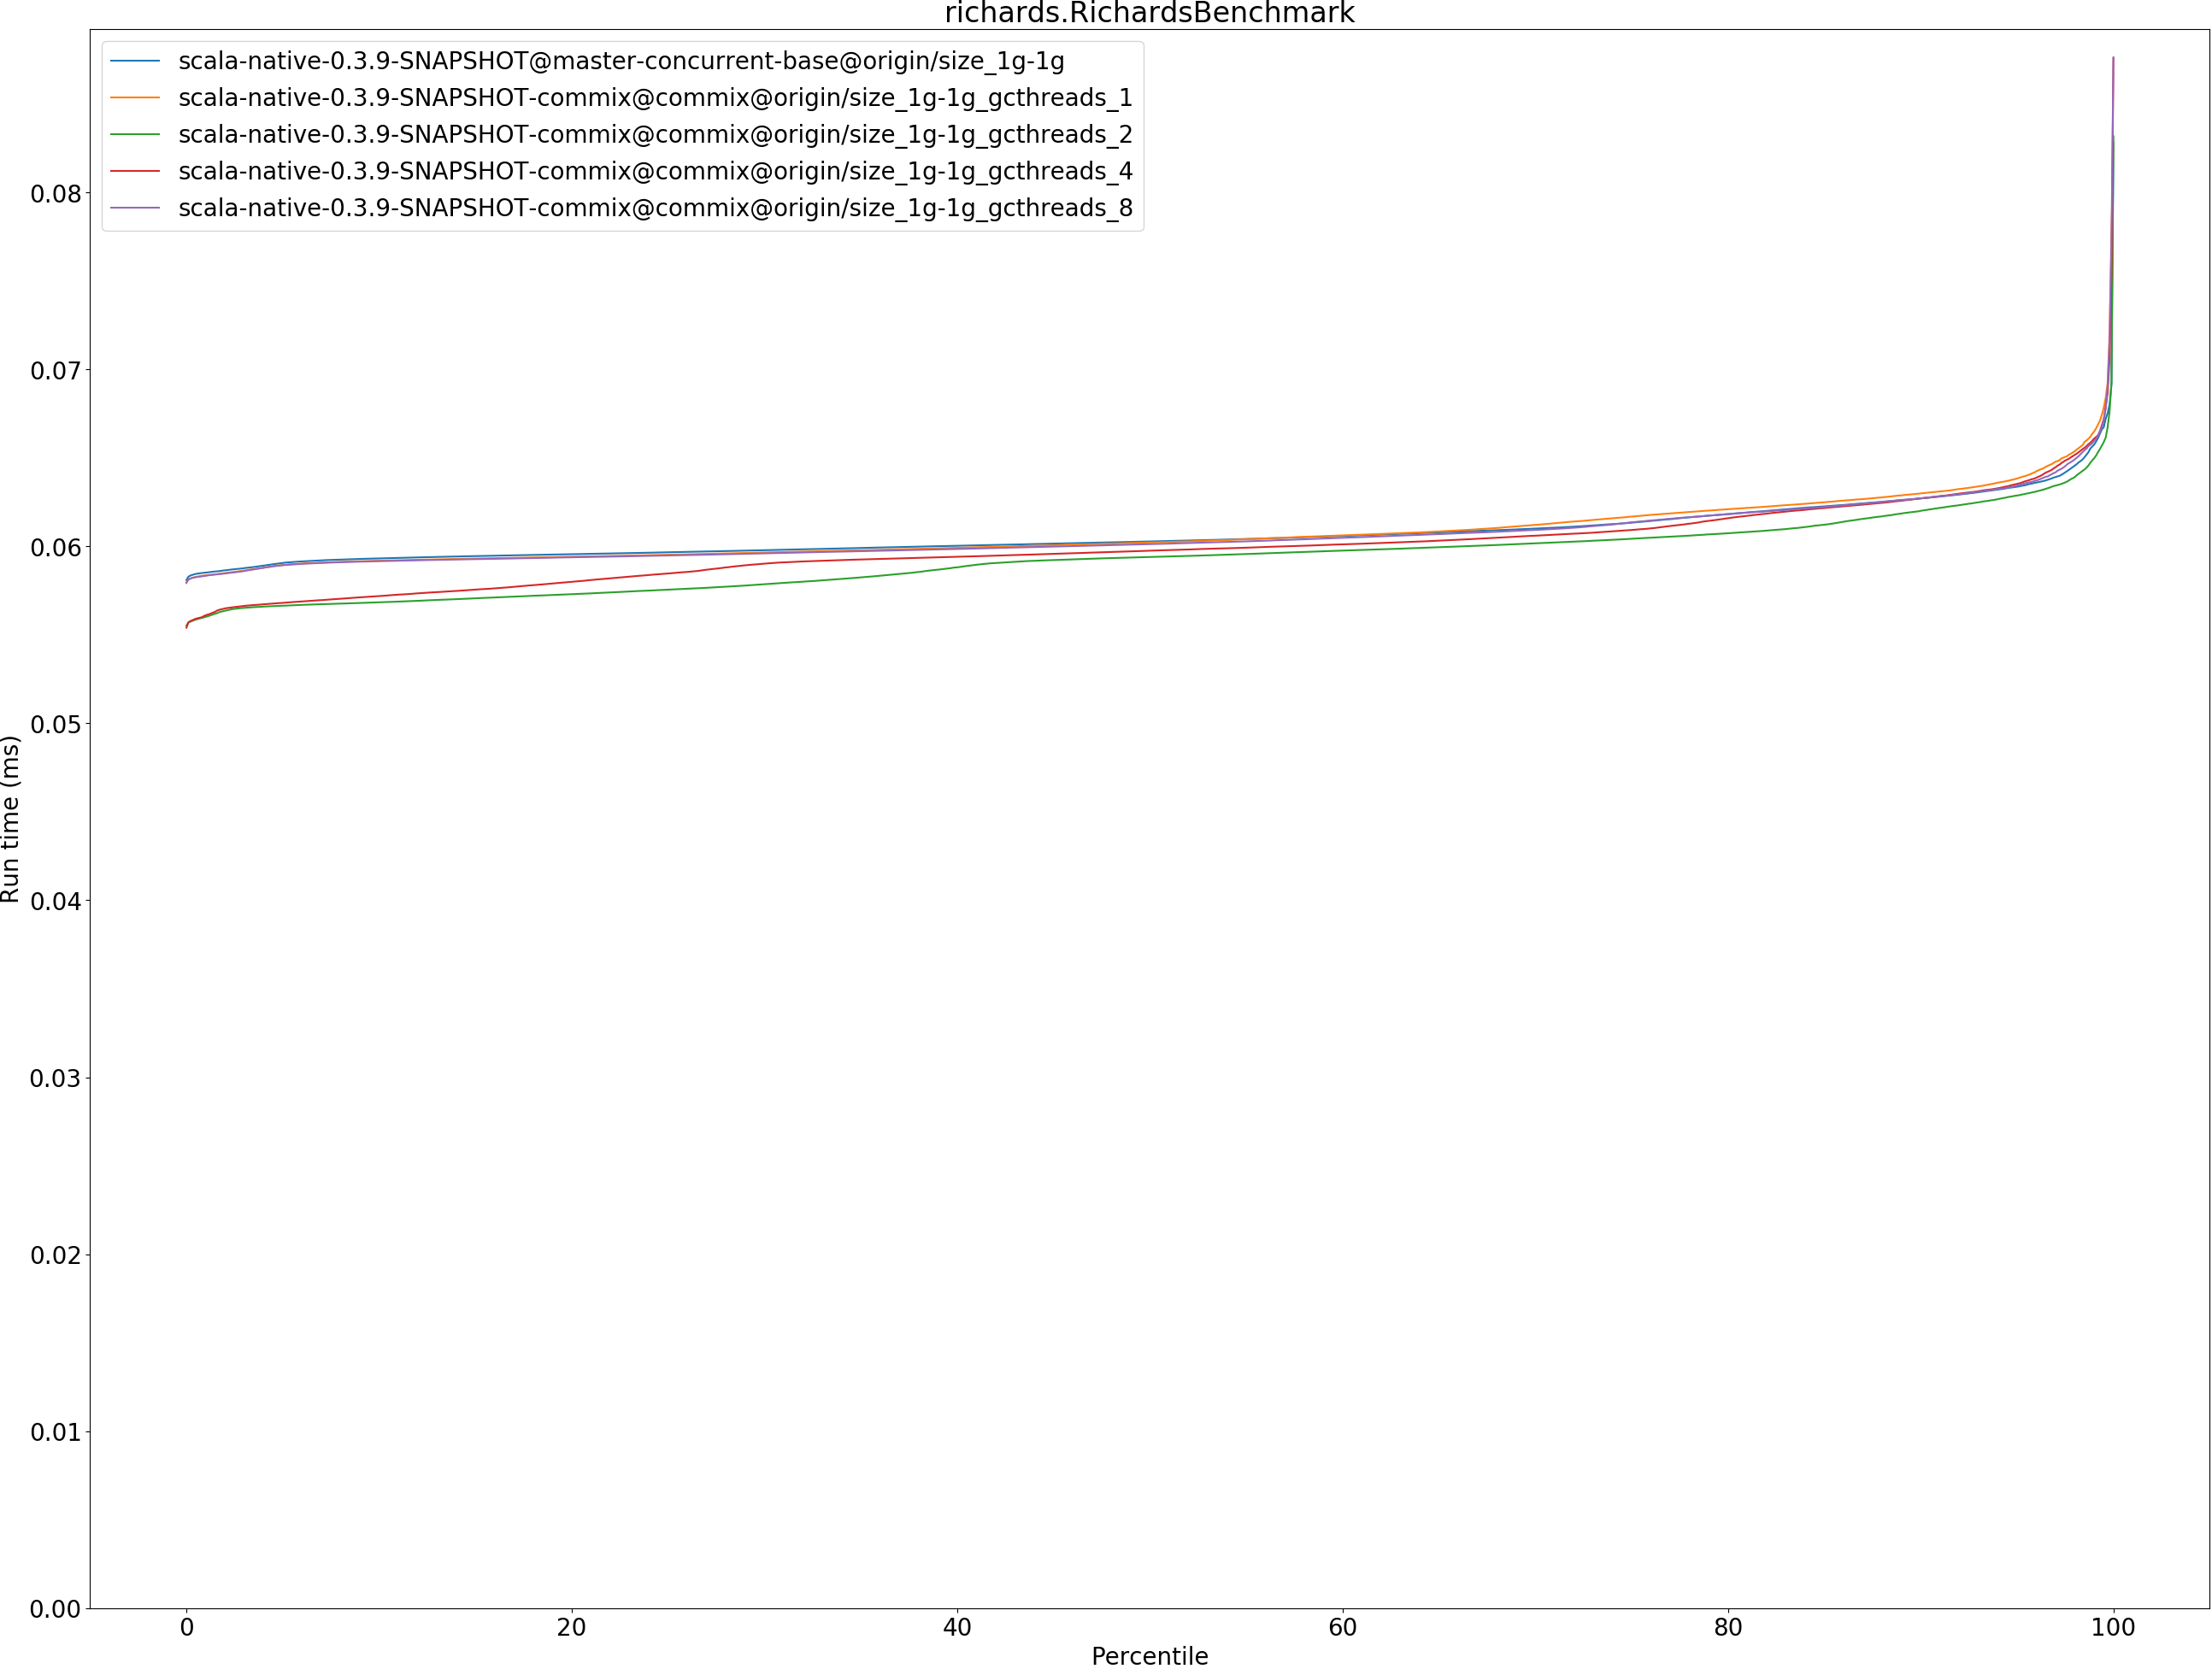 richards.RichardsBenchmark
scala-native-0.3.9-SNAPSHOT@master-concurrent-base@origin/size_1g-1g
scala-native-0.3.9-SNAPSHOT-commix@commix@origin/size_1g-1g_gcthreads_1
scala-native-0.3.9-SNAPSHOT-commix@commix@origin/size_1g-1g_gcthreads_2
scala-native-0.3.9-SNAPSHOT-commix@commix@origin/size_1g-1g_gcthreads_4
scala-native-0.3.9-SNAPSHOT-commix@commix@origin/size_1g-1g_gcthreads_8
0.08
0.07
0.06
0.05
0.04
0.03
0.02
0.01
0.00
Run time (ms)
0 20 40 60 80 100
Percentile